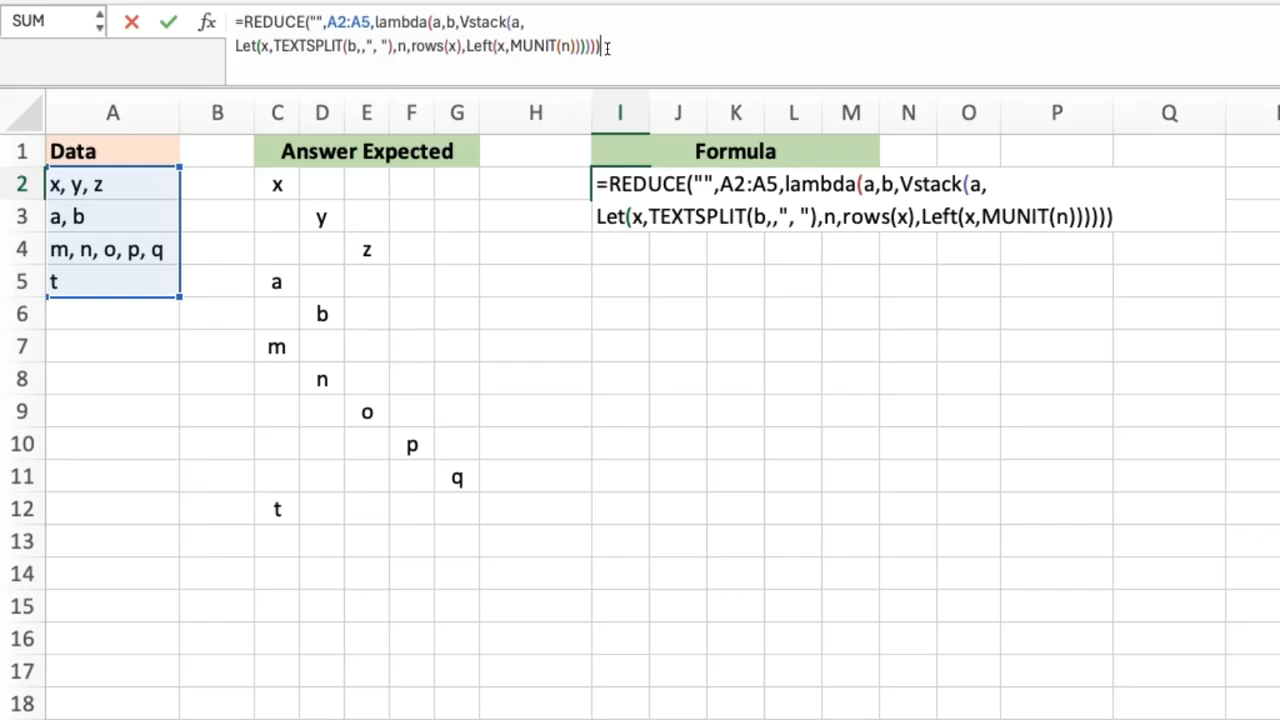 SUM fx =REDUCE("",A2:A5,lambda(a,b,Vstack(a,
Let(x,TEXTSPLIT(b,,", "),n,rows(x),Left(x,MUNIT(n))))))
A B C D E F G H I J K L M N O P Q
1 Data Answer Expected Formula
2 x, y, z x =REDUCE("",A2:A5,lambda(a,b,Vstack(a,
3 a, b y Let(x,TEXTSPLIT(b,,", "),n,rows(x),Left(x,MUNIT(n))))))
4 m, n, o, p, q z
5 t a
6 b
7 m
8 n
9 o
10 p
11 q
12 t
13
14
15
16
17
18